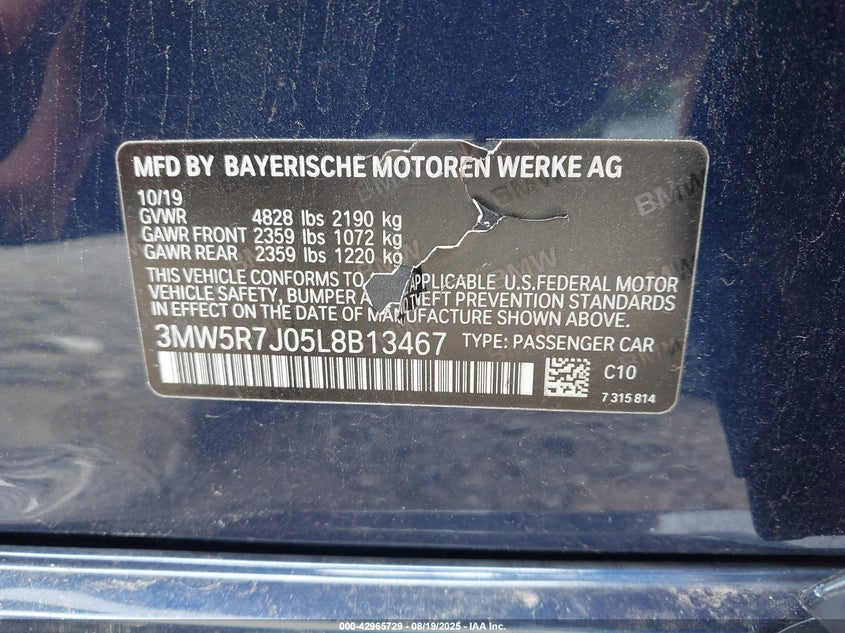 MFD BY BAYERISCHE MOTOREN WERKE AG
10/19
GVWR 4828 lbs 2190 kg
GAWR FRONT 2359 lbs 1072 kg
GAWR REAR 2359 lbs 1220 kg
THIS VEHICLE CONFORMS TO APPLICABLE U.S. FEDERAL MOTOR
VEHICLE SAFETY, BUMPER THEFT PREVENTION STANDARDS
IN EFFECT ON THE DATE OF MANUFACTURE SHOWN ABOVE.
3MW5R7J05L8B13467 TYPE: PASSENGER CAR
C10
7 315 814
BMW
BMW
BMW
000-42965729 - 08/19/2025 - IAA Inc.